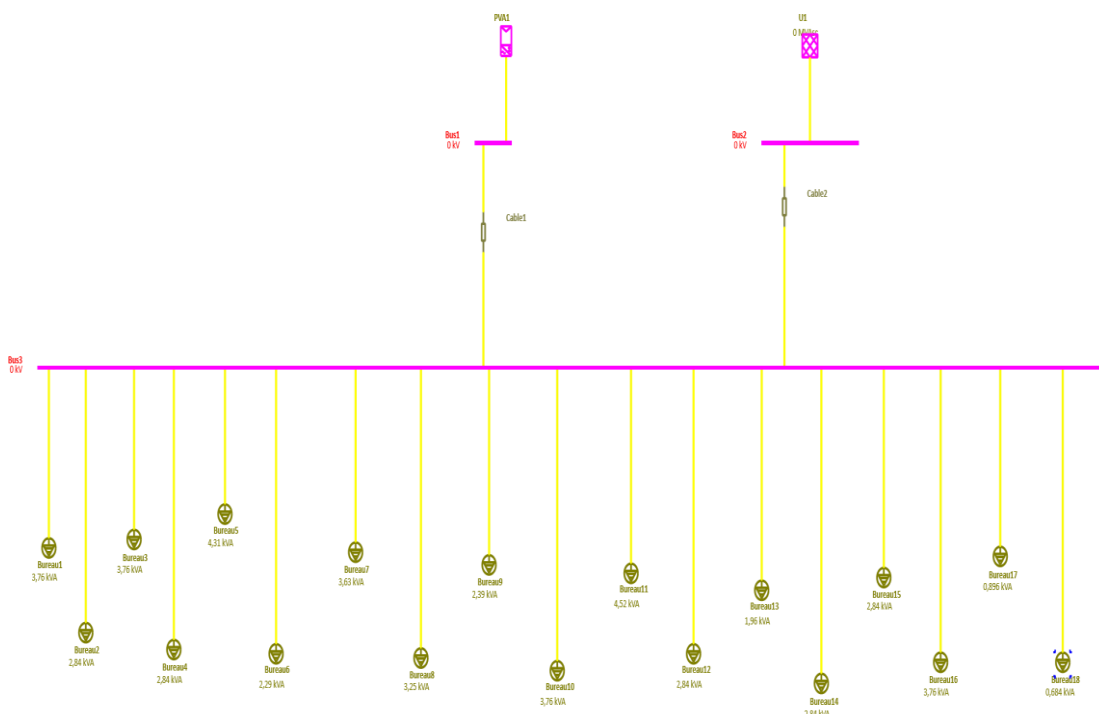 PVA1
U1
Bus1
0 kV
Bus2
0 kV
Cable1
Cable2
Bus3
0 kV
Bureau1
3,76 kVA
Bureau2
2,84 kVA
Bureau3
3,76 kVA
Bureau4
2,84 kVA
Bureau5
4,31 kVA
Bureau6
2,29 kVA
Bureau7
3,63 kVA
Bureau8
3,25 kVA
Bureau9
2,39 kVA
Bureau10
3,76 kVA
Bureau11
4,52 kVA
Bureau12
2,84 kVA
Bureau13
1,96 kVA
Bureau14
2,84 kVA
Bureau15
2,84 kVA
Bureau16
3,76 kVA
Bureau17
0,896 kVA
Bureau18
0,684 kVA